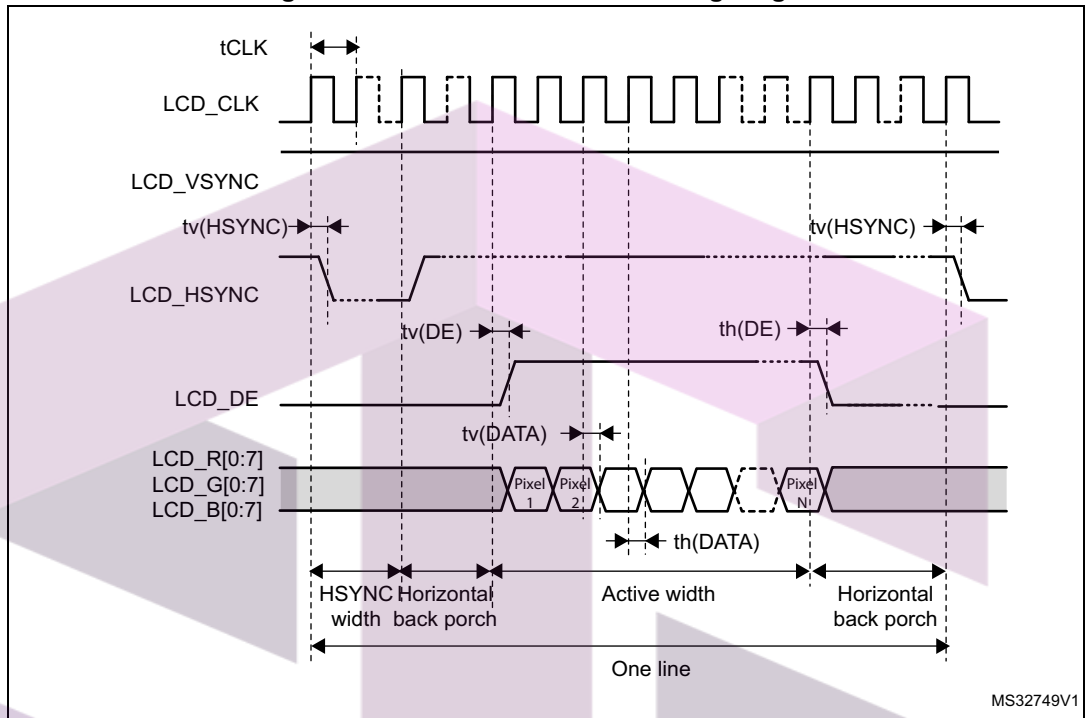 tCLK
LCD_CLK
LCD_VSYNC
tv(HSYNC)
tv(HSYNC)
LCD_HSYNC
tv(DE)
th(DE)
LCD_DE
tv(DATA)
LCD_R[0:7]
LCD_G[0:7]
LCD_B[0:7]
Pixel 1
Pixel 2
Pixel N
th(DATA)
HSYNC width
Horizontal back porch
Active width
Horizontal back porch
One line
MS32749V1